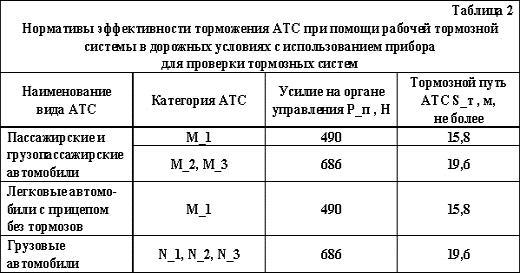 Таблица 2
Нормативы эффективности торможения АТС при помощи рабочей тормозной
системы в дорожных условиях с использованием прибора
для проверки тормозных систем
Наименование
вида АТС
Категория АТС
Усилие на органе
управления P_п , Н
Тормозной путь
АТС S_т , м,
не более
Пассажирские и
грузопассажирские
автомобили
M_1
490
15,8
M_2, M_3
686
19,6
Легковые автомо-
били с прицепом
без тормозов
M_1
490
15,8
Грузовые
автомобили
N_1, N_2, N_3
686
19,6